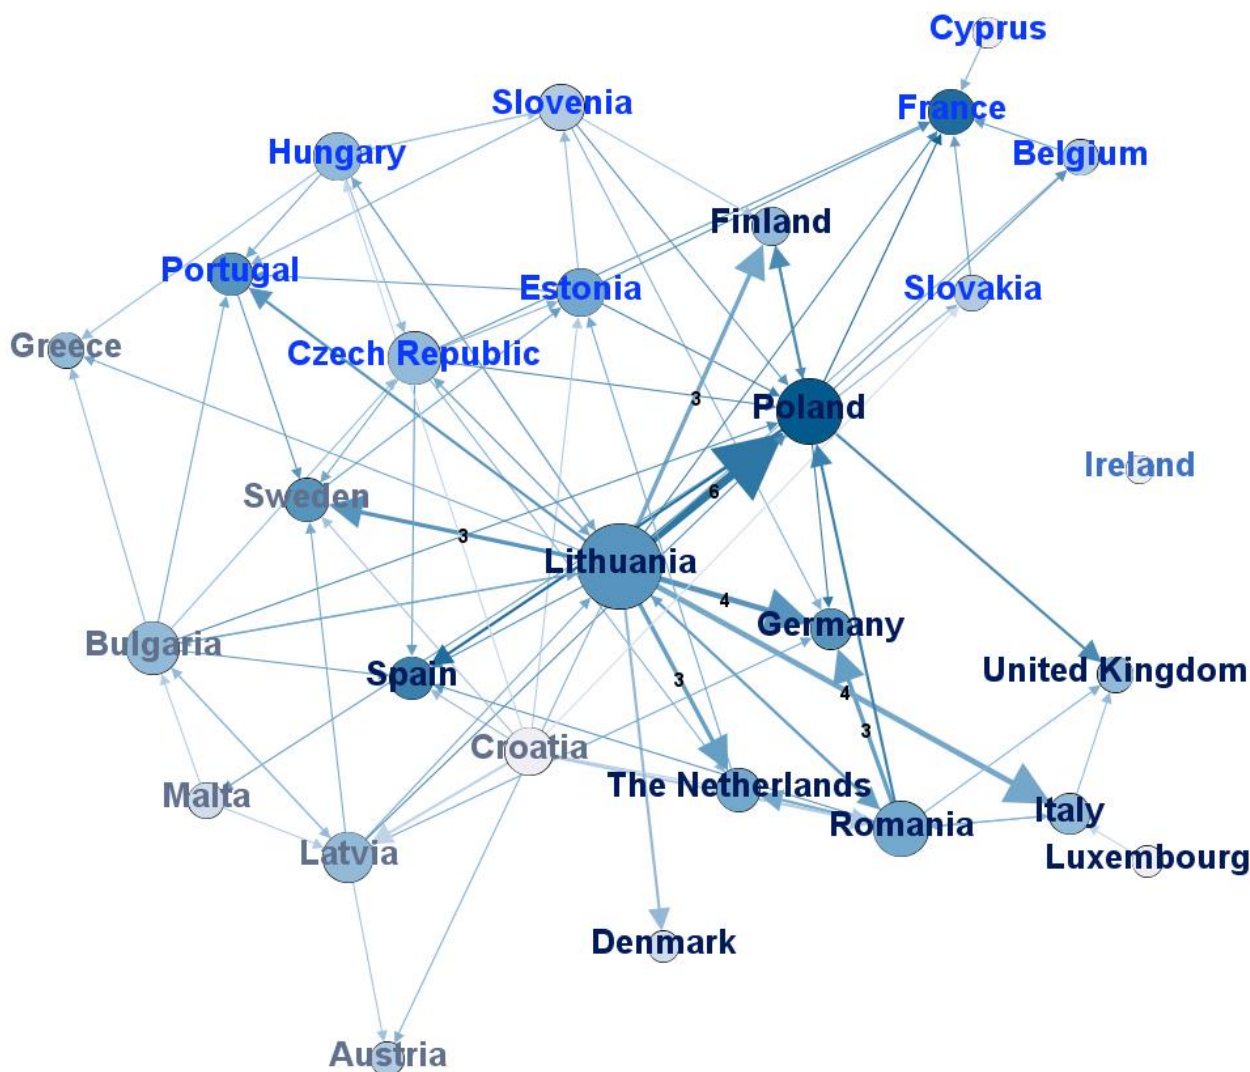 Cyprus
Slovenia
France
Hungary
Belgium
Finland
Portugal
Estonia
Slovakia
Greece
Czech Republic
3
Poland
Ireland
Sweden
6
3
Lithuania
4
Germany
Bulgaria
Spain
3
United Kingdom
4
3
Croatia
The Netherlands
Malta
Italy
Romania
Latvia
Luxembourg
Denmark
Austria